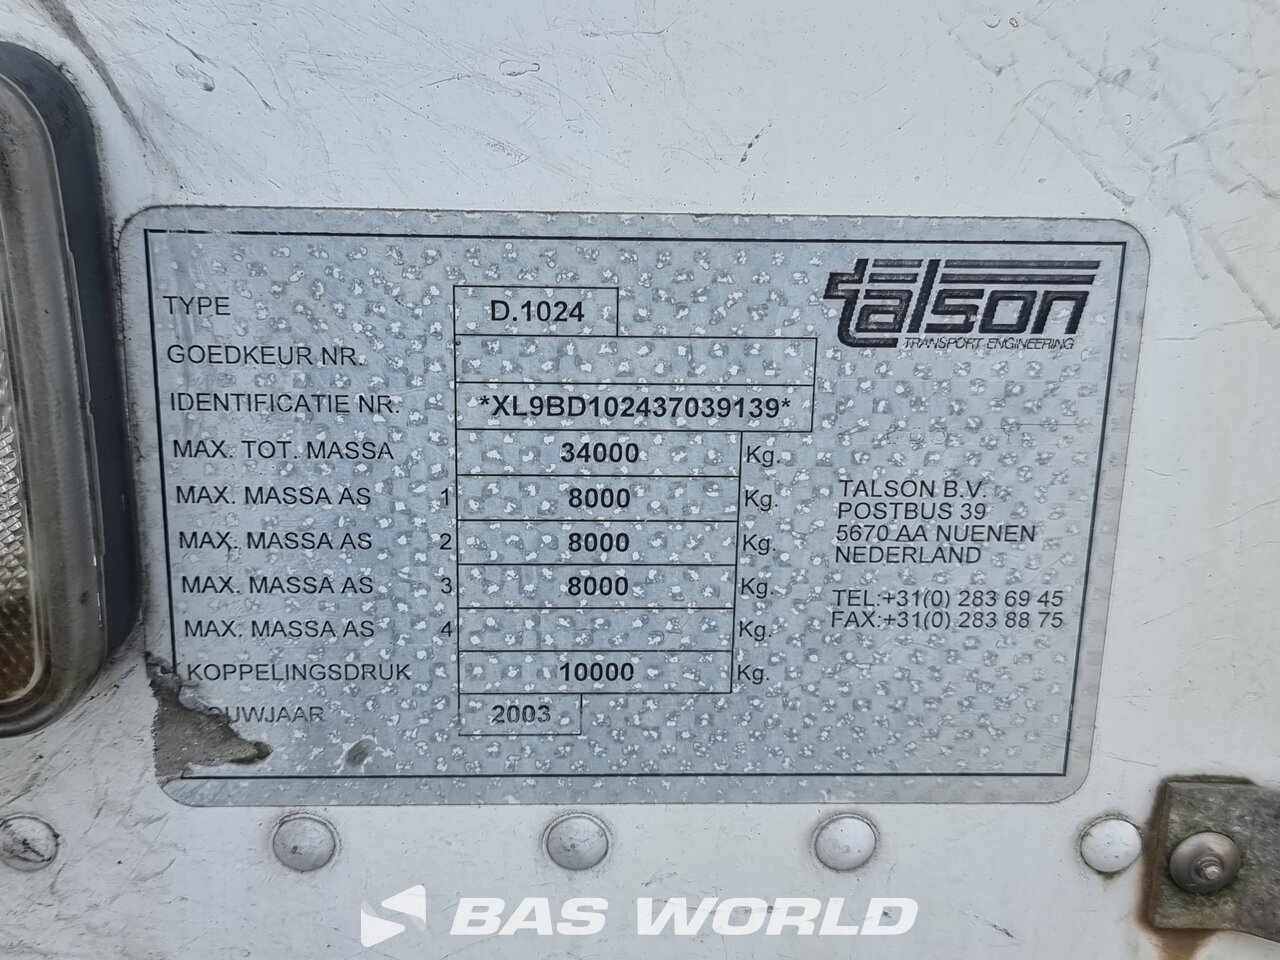 talson
TRANSPORT ENGINEERING
TYPE D.1024
GOEDKEUR NR.
IDENTIFICATIE NR. *XL9BD102437039139*
MAX. TOT. MASSA 34000 Kg.
MAX. MASSA AS 1 8000 Kg.
MAX. MASSA AS 2 8000 Kg.
MAX. MASSA AS 3 8000 Kg.
MAX. MASSA AS 4 Kg.
KOPPELINGSDRUK 10000 Kg.
OUWJAAR 2003
TALSON B.V.
POSTBUS 39
5670 AA NUENEN
NEDERLAND
TEL:+31(0) 283 69 45
FAX:+31(0) 283 88 75
BAS WORLD